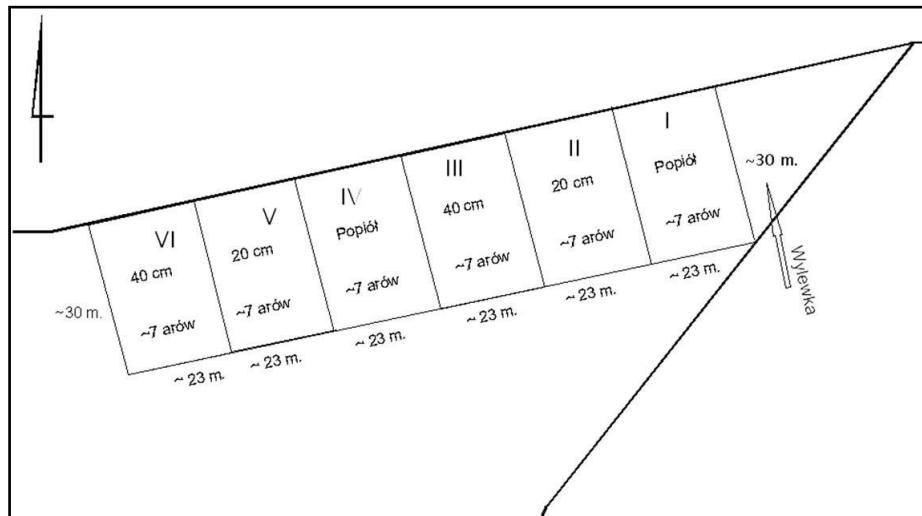 I
Popiół
~7 arów
II
20 cm
~7 arów
III
40 cm
~7 arów
IV
Popiół
~7 arów
V
20 cm
~7 arów
VI
40 cm
~7 arów
~30 m.
~30 m.
~ 23 m.
~ 23 m.
~ 23 m.
~ 23 m.
~ 23 m.
~ 23 m.
Wylewka